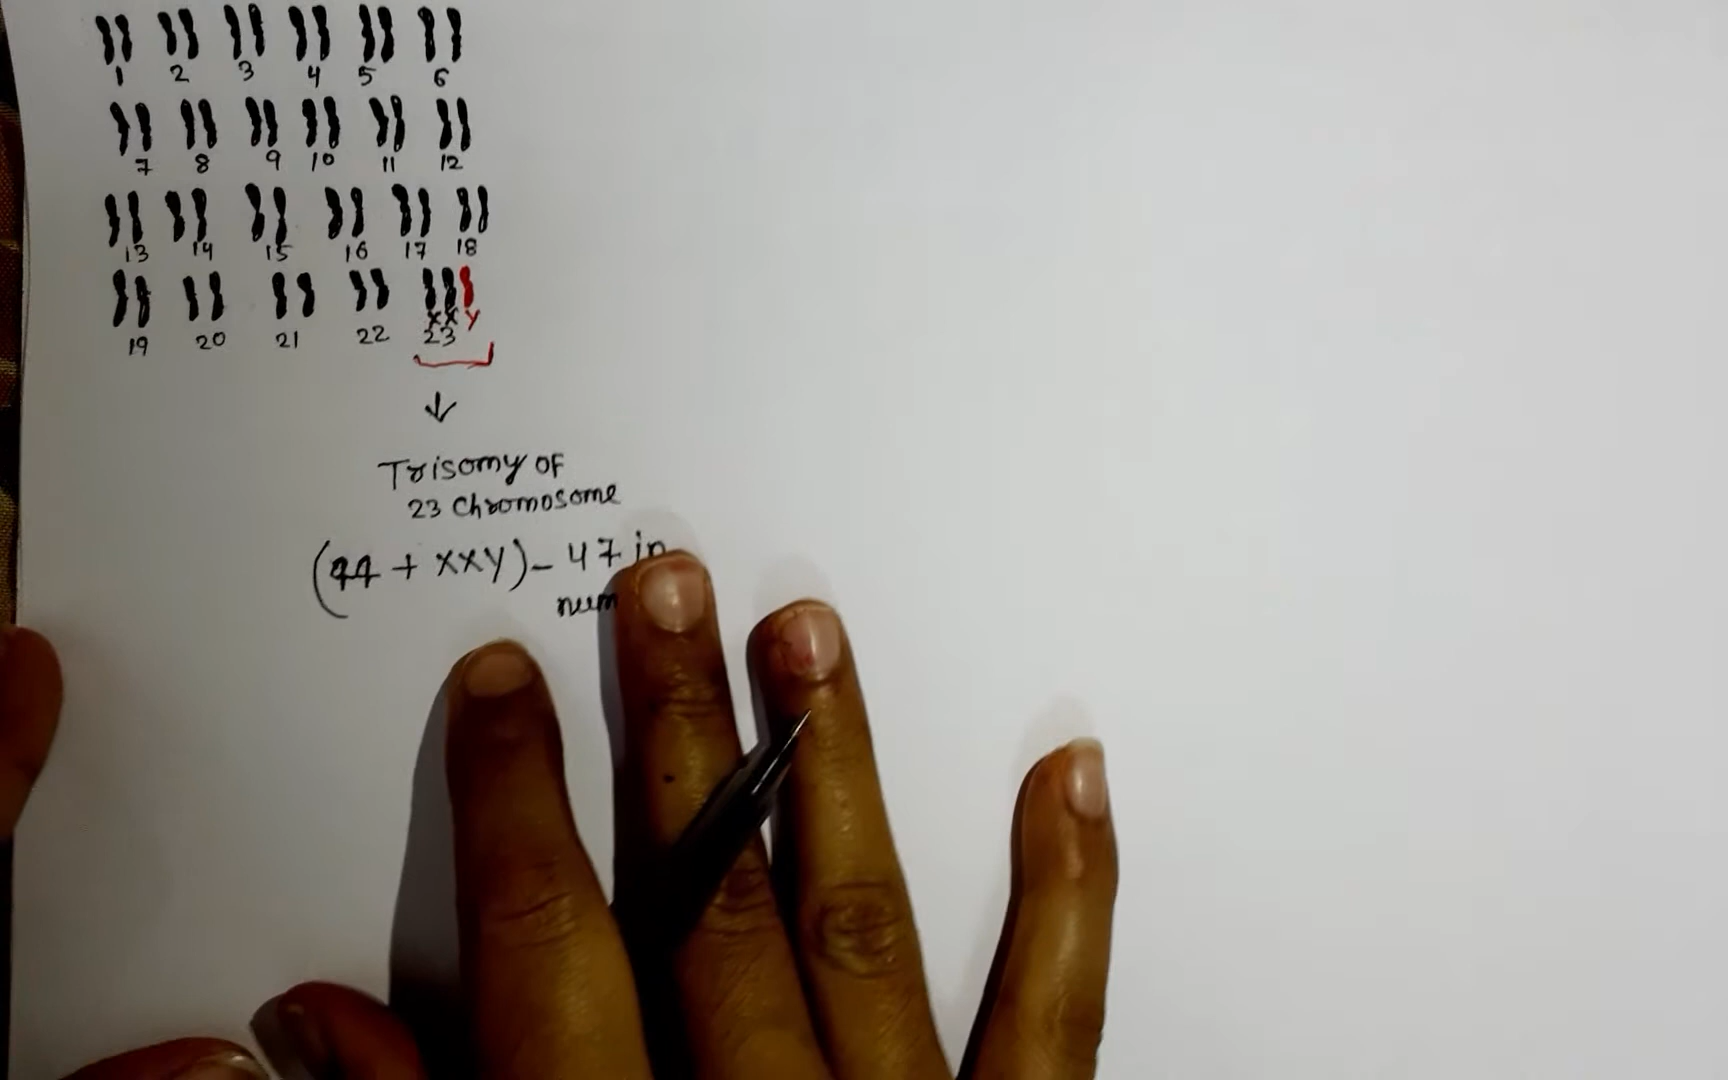 1 2 3 4 5 6
7 8 9 10 11 12
13 14 15 16 17 18
X X Y
19 20 21 22 23
Trisomy OF
23 Chromosome
(44 + XXY) - 47 in
num